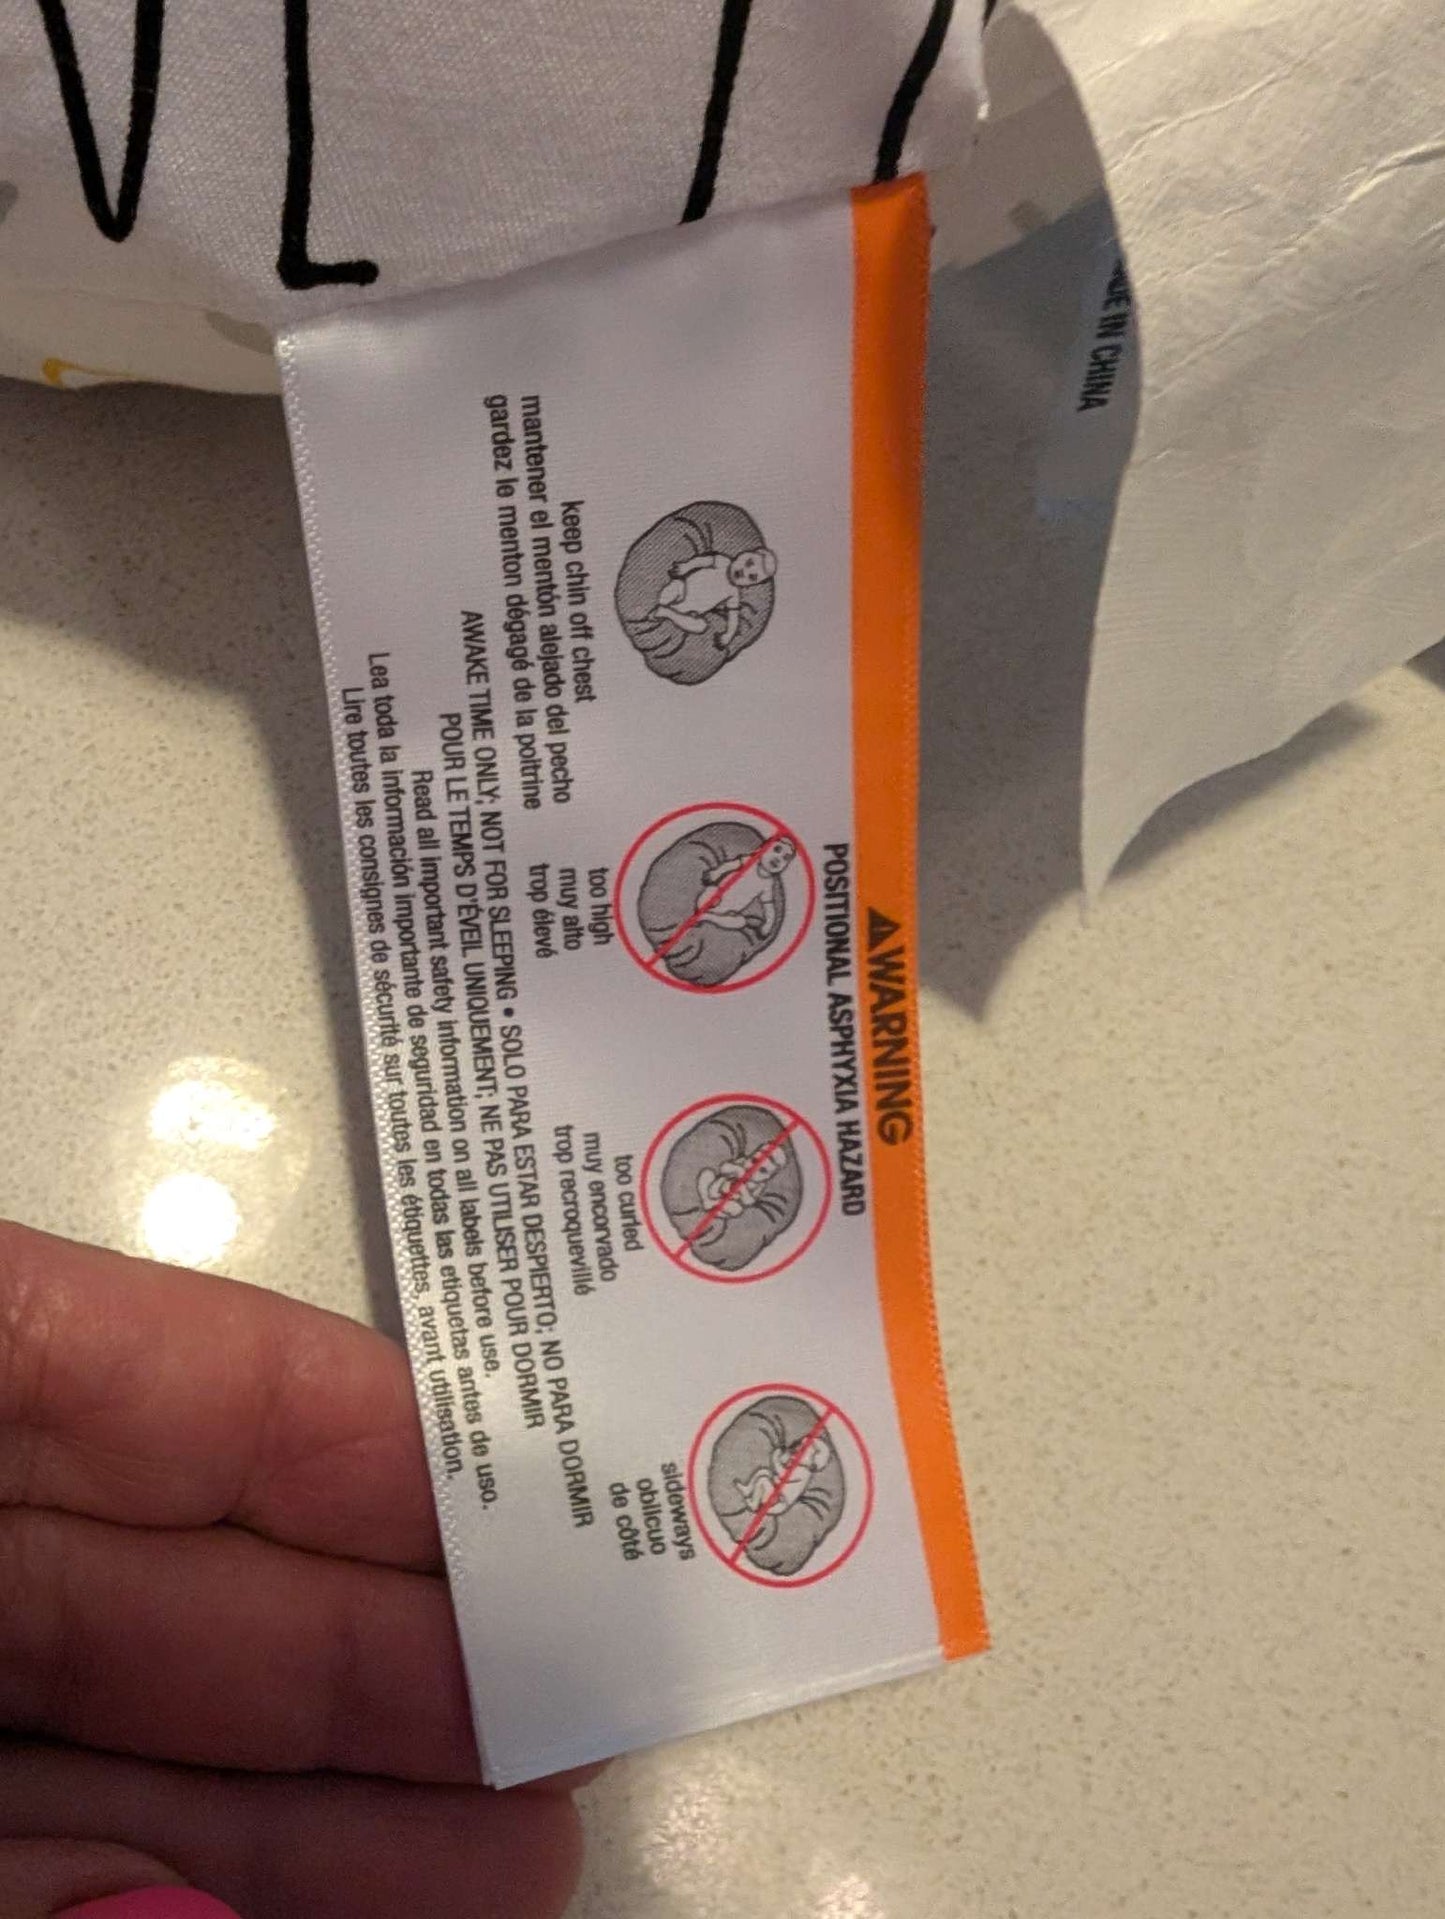 ⚠WARNING
POSITIONAL ASPHYXIA HAZARD
keep chin off chest
mantener el mentón alejado del pecho
gardez le menton dégagé de la poitrine
too high
muy alto
trop élevé
too curled
muy encorvado
trop recroquevillé
sideways
oblicuo
de côté
AWAKE TIME ONLY; NOT FOR SLEEPING • SOLO PARA ESTAR DESPIERTO; NO PARA DORMIR
POUR LE TEMPS D'ÉVEIL UNIQUEMENT; NE PAS UTILISER POUR DORMIR
Read all important safety information on all labels before use.
Lea toda la información importante de seguridad en todas las etiquetas antes de uso.
Lire toutes les consignes de sécurité sur toutes les étiquettes, avant utilisation.
IN CHINA